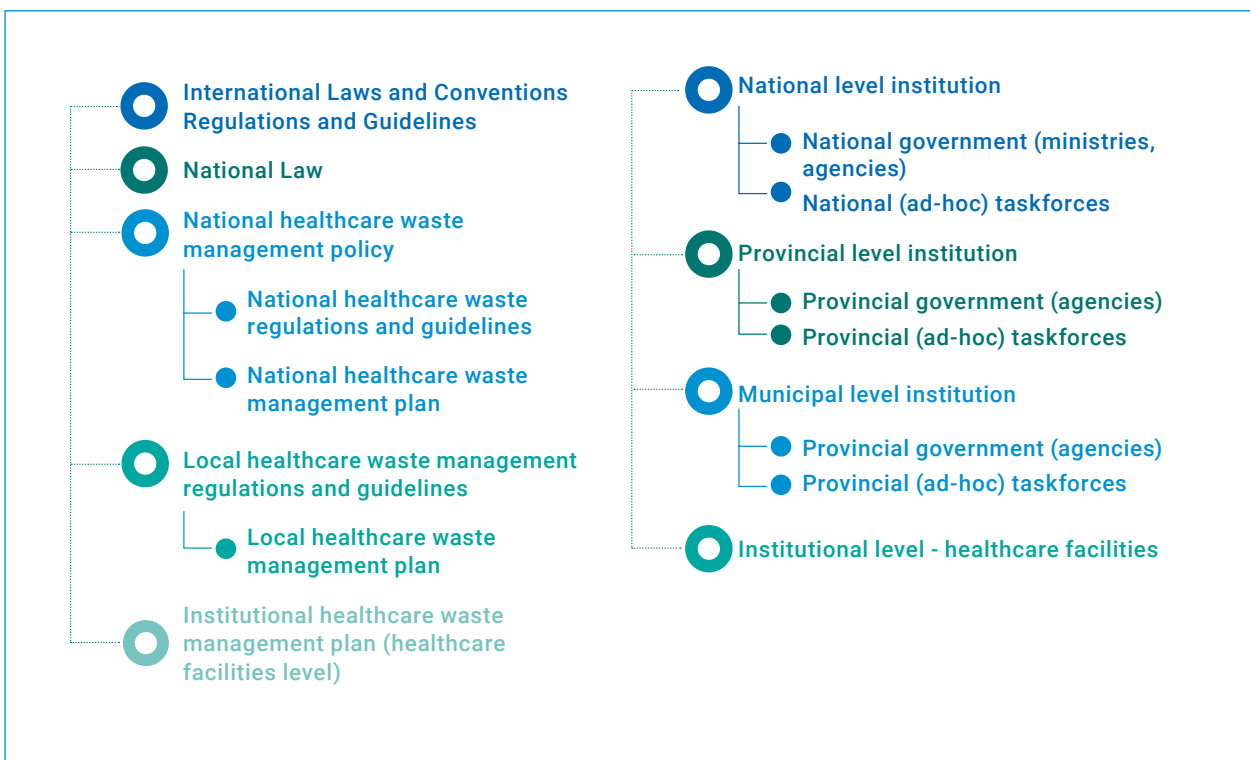 International Laws and Conventions
Regulations and Guidelines
National Law
National healthcare waste
management policy
National healthcare waste
regulations and guidelines
National healthcare waste
management plan
Local healthcare waste management
regulations and guidelines
Local healthcare waste
management plan
Institutional healthcare waste
management plan (healthcare
facilities level)
National level institution
National government (ministries,
agencies)
National (ad-hoc) taskforces
Provincial level institution
Provincial government (agencies)
Provincial (ad-hoc) taskforces
Municipal level institution
Provincial government (agencies)
Provincial (ad-hoc) taskforces
Institutional level - healthcare facilities